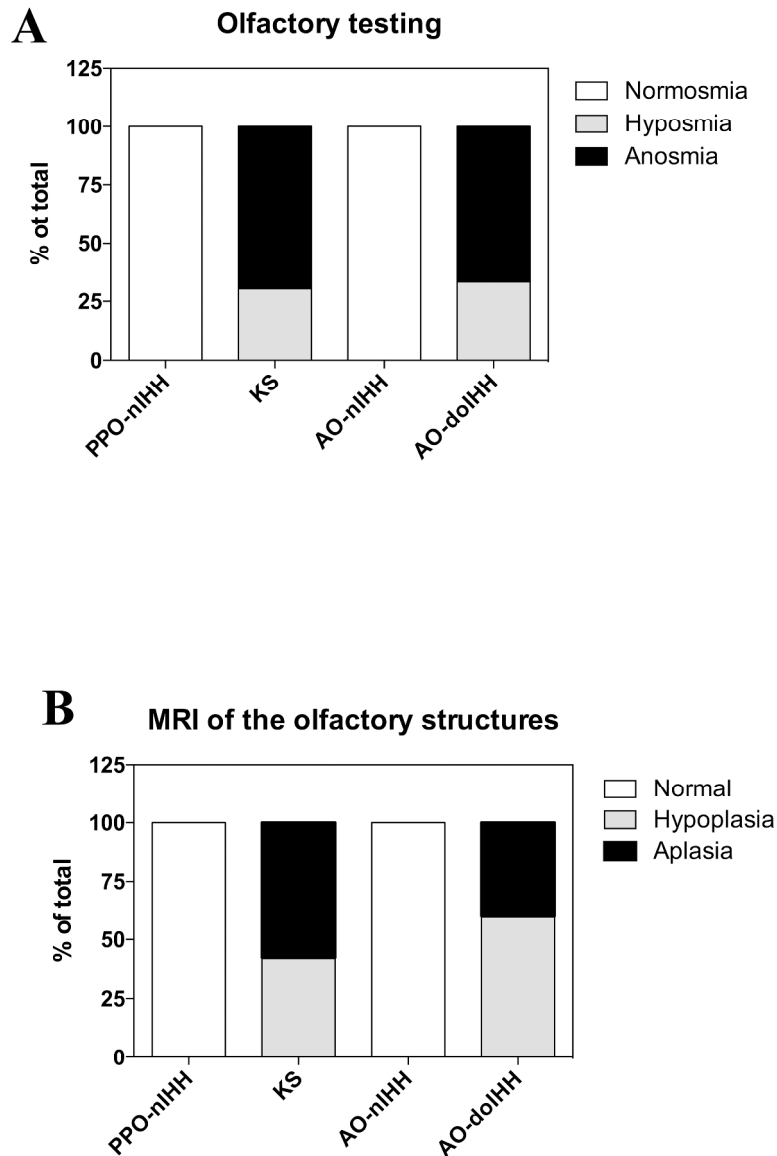 A
Olfactory testing
125
100
75
50
25
0
% ot total
PPO-nIHH
KS
AO-nIHH
AO-doIHH
Normosmia
Hyposmia
Anosmia
B
MRI of the olfactory structures
125
100
75
50
25
0
% of total
PPO-nIHH
KS
AO-nIHH
AO-doIHH
Normal
Hypoplasia
Aplasia